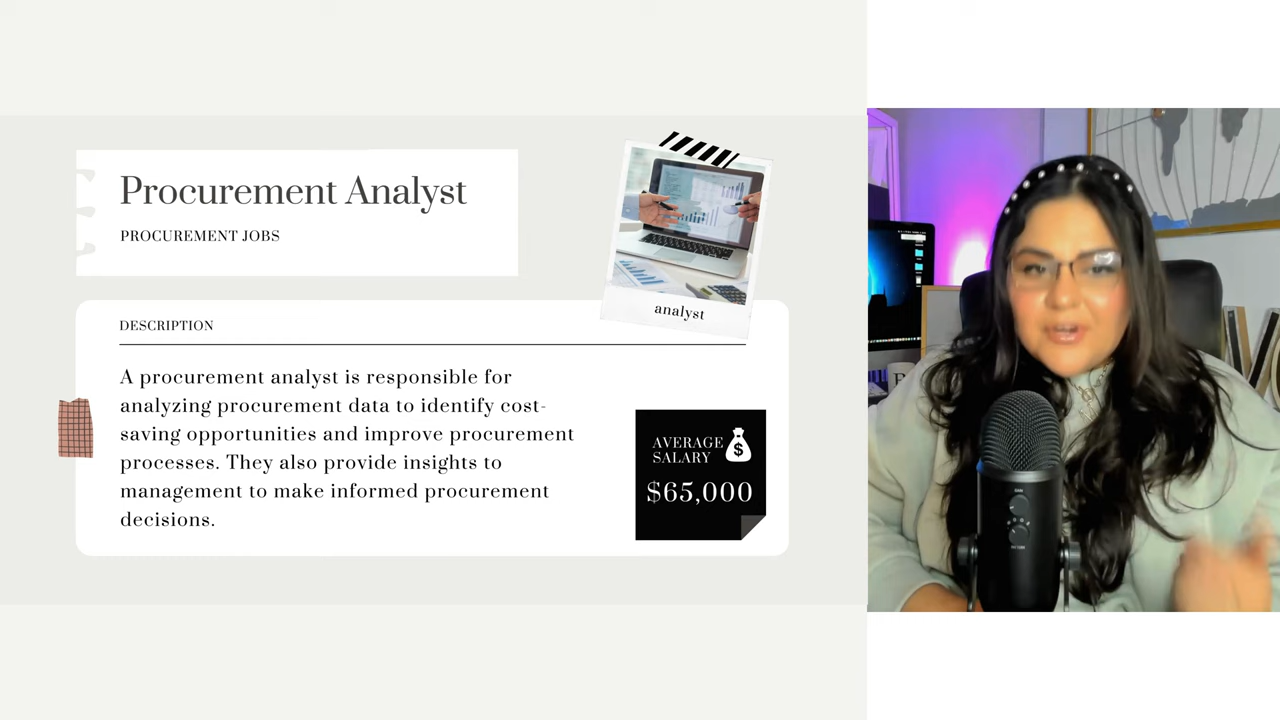 Procurement Analyst
PROCUREMENT JOBS
analyst
DESCRIPTION
A procurement analyst is responsible for
analyzing procurement data to identify cost-
saving opportunities and improve procurement
processes. They also provide insights to
management to make informed procurement
decisions.
AVERAGE
SALARY
$
$65,000